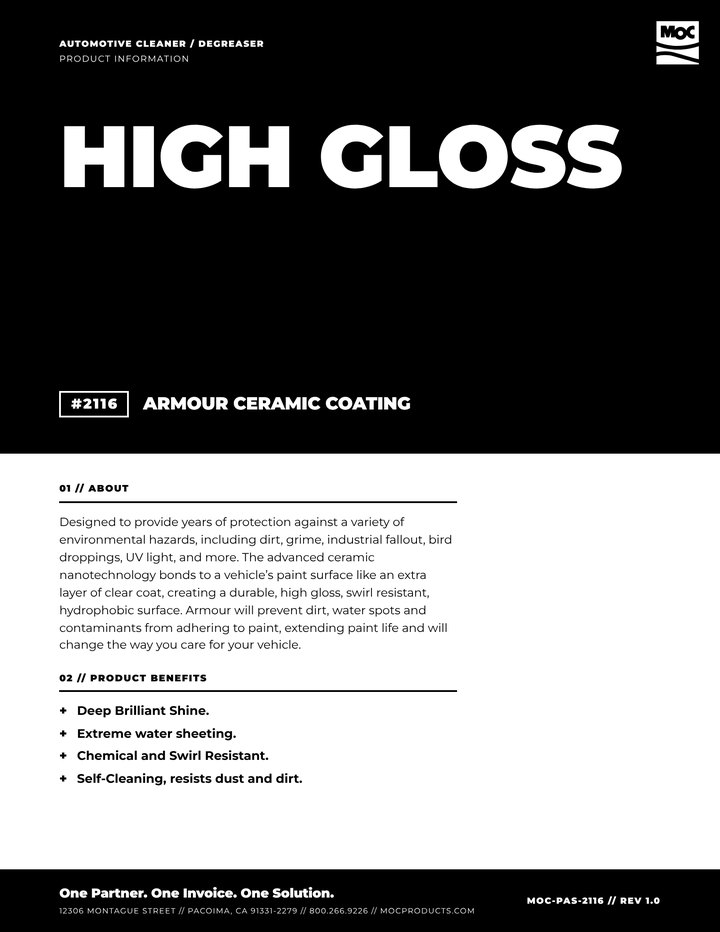 AUTOMOTIVE CLEANER / DEGREASER
PRODUCT INFORMATION
MOC
HIGH GLOSS
#2116 ARMOUR CERAMIC COATING
01 // ABOUT
Designed to provide years of protection against a variety of
environmental hazards, including dirt, grime, industrial fallout, bird
droppings, UV light, and more. The advanced ceramic
nanotechnology bonds to a vehicle’s paint surface like an extra
layer of clear coat, creating a durable, high gloss, swirl resistant,
hydrophobic surface. Armour will prevent dirt, water spots and
contaminants from adhering to paint, extending paint life and will
change the way you care for your vehicle.
02 // PRODUCT BENEFITS
+ Deep Brilliant Shine.
+ Extreme water sheeting.
+ Chemical and Swirl Resistant.
+ Self-Cleaning, resists dust and dirt.
One Partner. One Invoice. One Solution.
12306 MONTAGUE STREET // PACOIMA, CA 91331-2279 // 800.266.9226 // MOCPRODUCTS.COM
MOC-PAS-2116 // REV 1.0